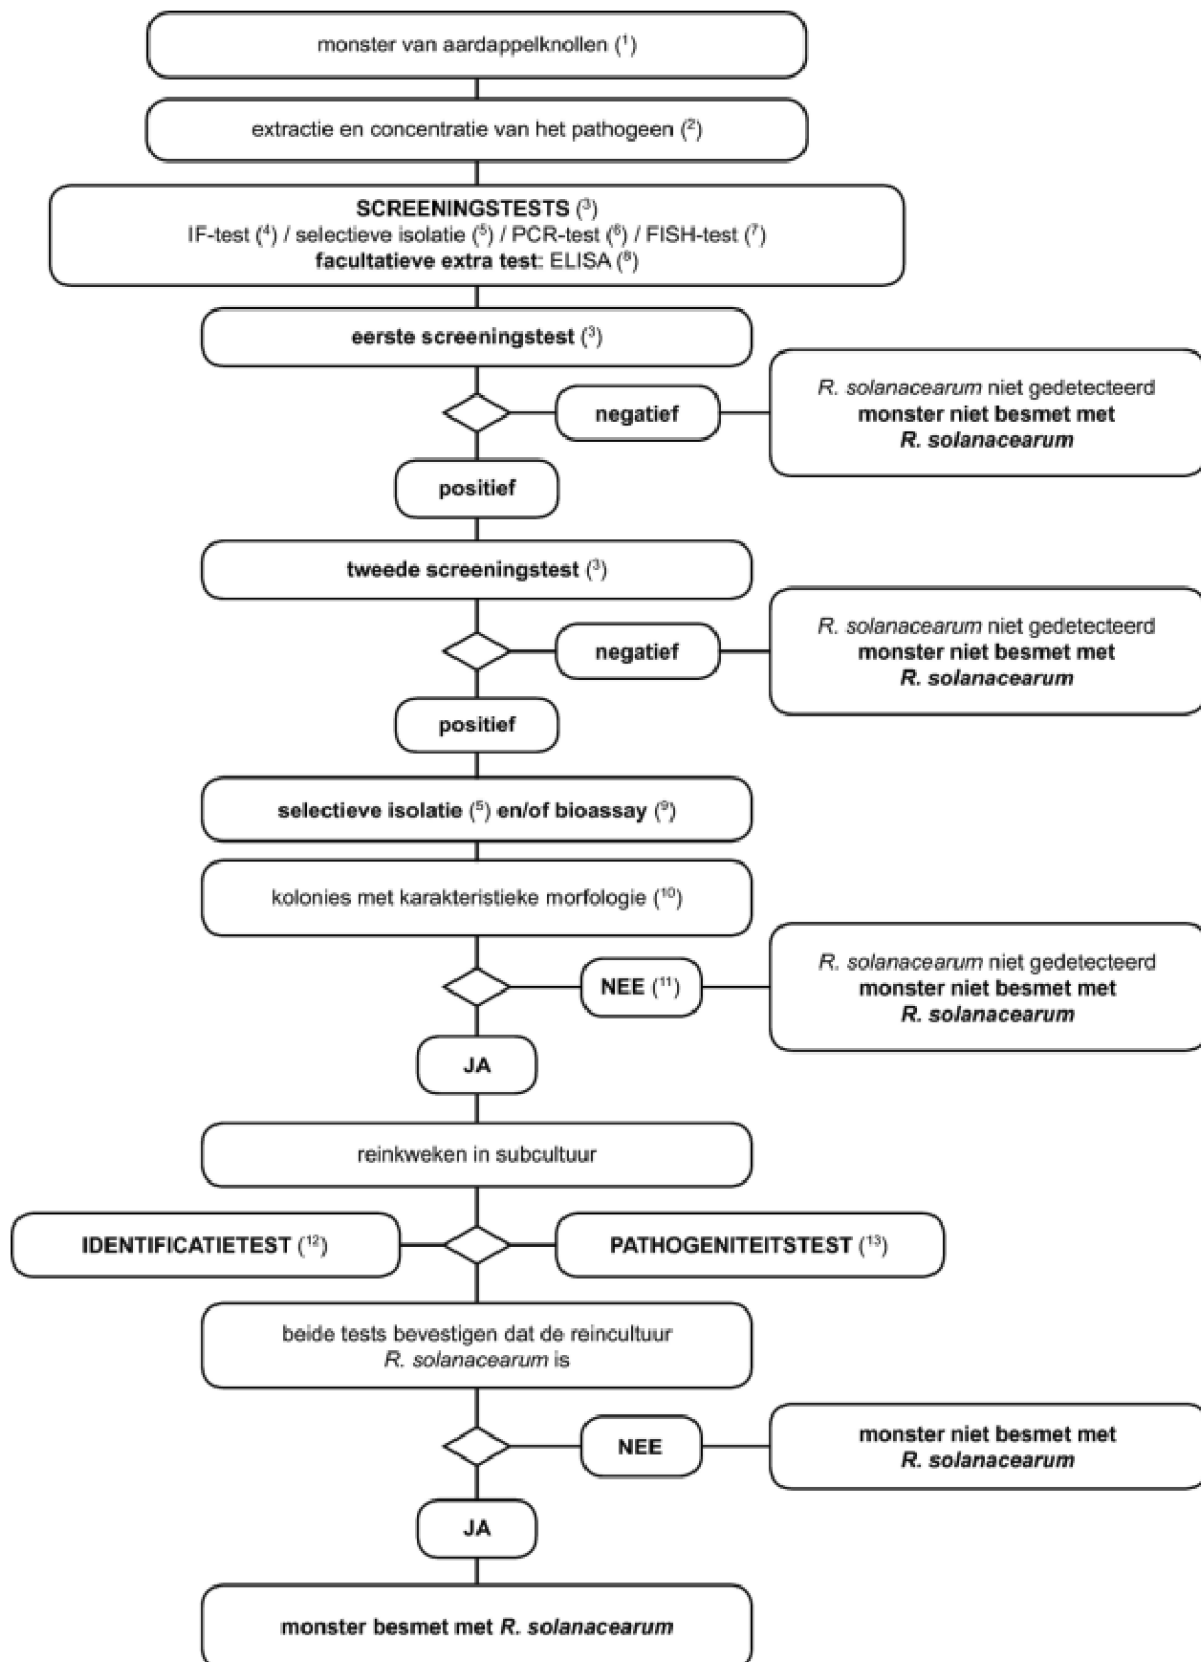 monster van aardappelknollen (¹)
extractie en concentratie van het pathogeen (²)
SCREENINGSTESTS (³)
IF-test (⁴) / selectieve isolatie (⁵) / PCR-test (⁶) / FISH-test (⁷)
facultatieve extra test: ELISA (⁸)
eerste screeningstest (³)
negatief
R. solanacearum niet gedetecteerd
monster niet besmet met
R. solanacearum
positief
tweede screeningstest (³)
negatief
R. solanacearum niet gedetecteerd
monster niet besmet met
R. solanacearum
positief
selectieve isolatie (⁵) en/of bioassay (⁹)
kolonies met karakteristieke morfologie (¹⁰)
NEE (¹¹)
R. solanacearum niet gedetecteerd
monster niet besmet met
R. solanacearum
JA
reinkweken in subcultuur
IDENTIFICATIETEST (¹²)
PATHOGENITEITSTEST (¹³)
beide tests bevestigen dat de reincultuur
R. solanacearum is
NEE
monster niet besmet met
R. solanacearum
JA
monster besmet met R. solanacearum